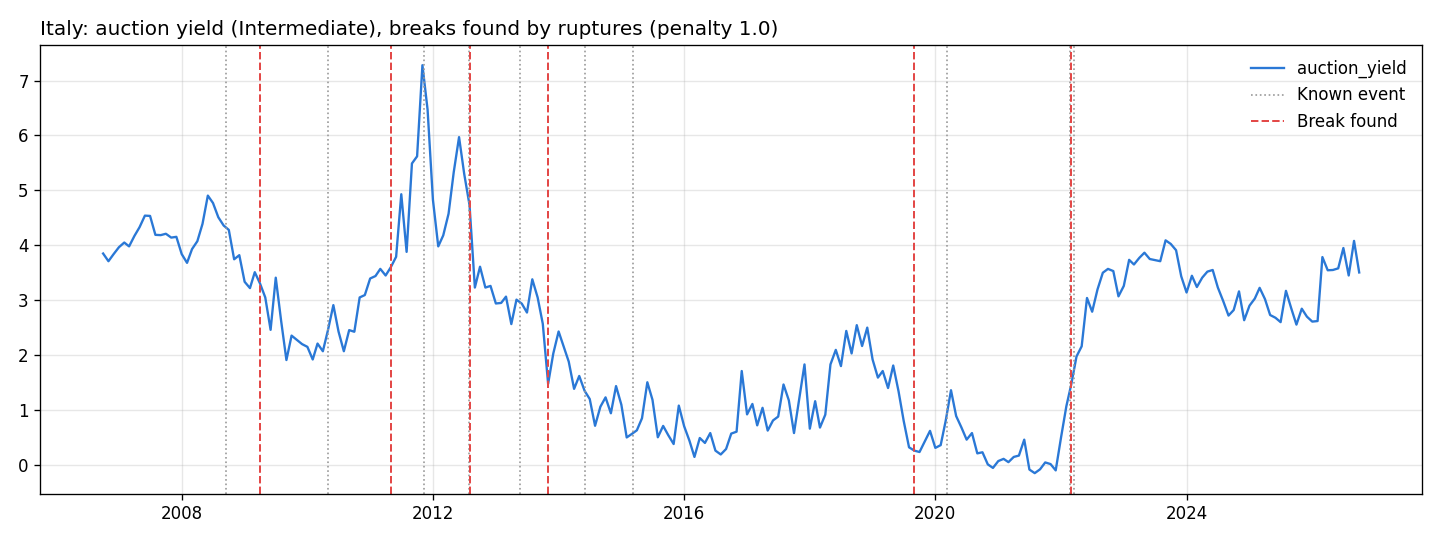 Italy: auction yield (Intermediate), breaks found by ruptures (penalty 1.0)
auction_yield
Known event
Break found
7
6
5
4
3
2
1
0
2008 2012 2016 2020 2024